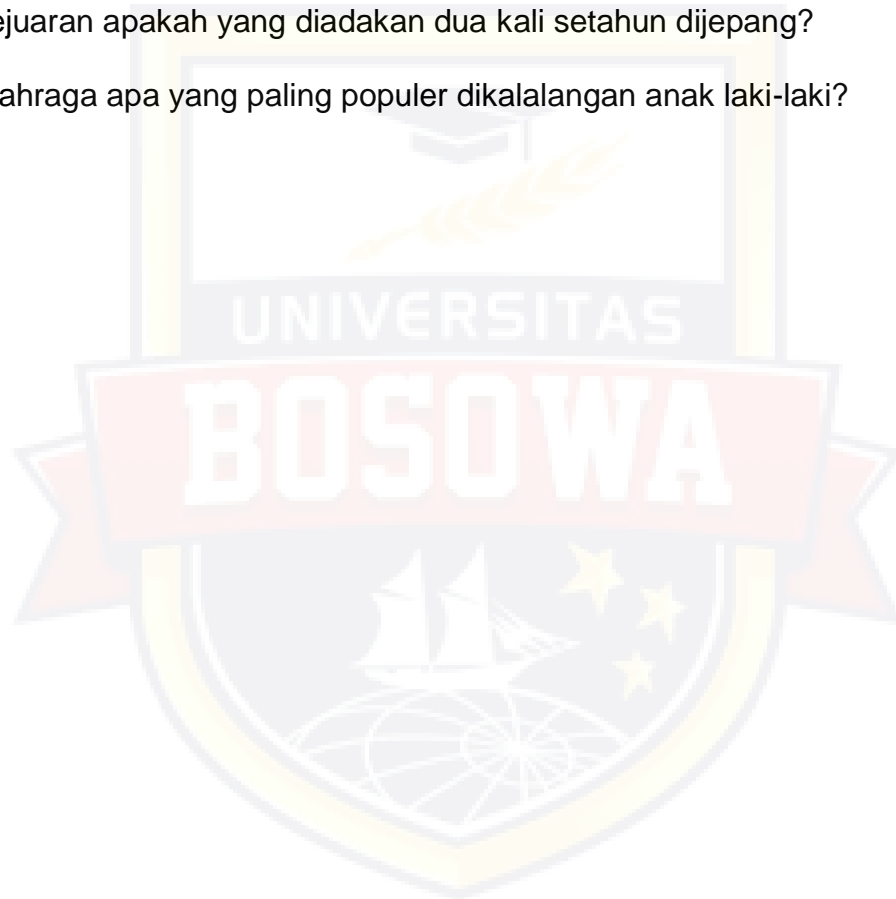 ejuaran apakah yang diadakan dua kali setahun dijepang?
ahraga apa yang paling populer dikalalangan anak laki-laki?
UNIVERSITAS
BOSOWA